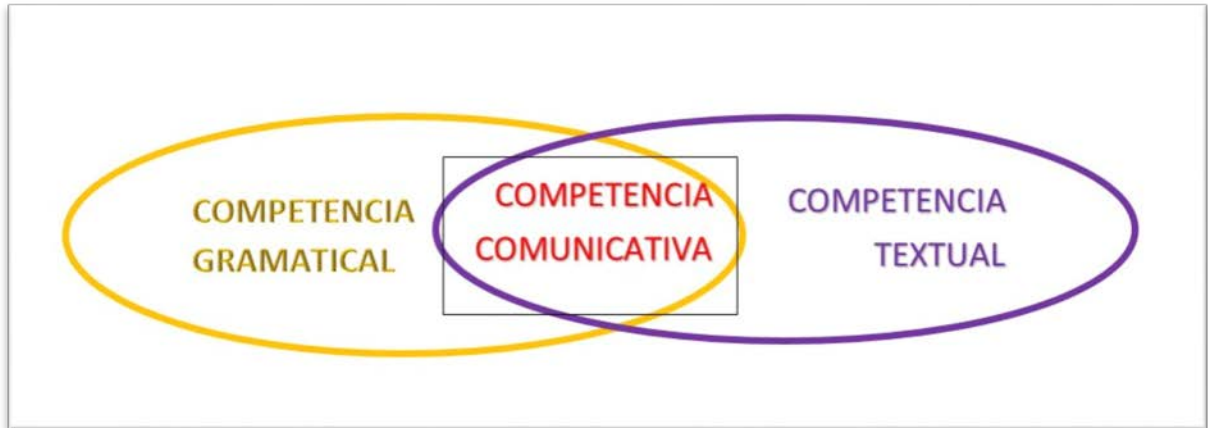 COMPETENCIA
GRAMATICAL
COMPETENCIA
COMUNICATIVA
COMPETENCIA
TEXTUAL